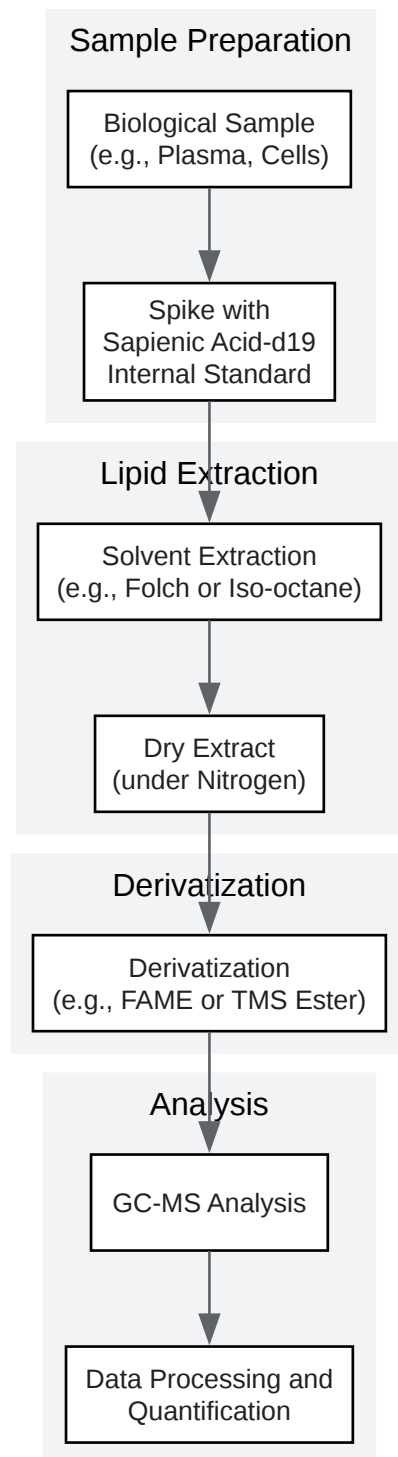 Sample Preparation
Biological Sample
(e.g., Plasma, Cells)
Spike with
Sapienic Acid-d19
Internal Standard
Lipid Extraction
Solvent Extraction
(e.g., Folch or Iso-octane)
Dry Extract
(under Nitrogen)
Derivatization
Derivatization
(e.g., FAME or TMS Ester)
Analysis
GC-MS Analysis
Data Processing and
Quantification